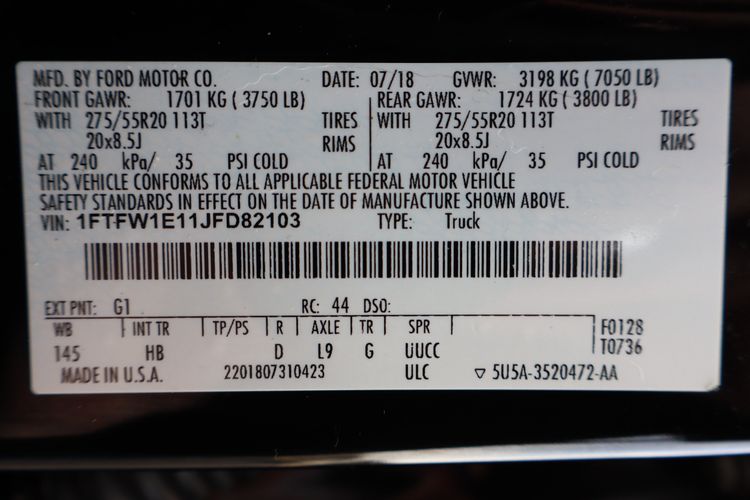 MFD. BY FORD MOTOR CO. DATE: 07/18 GVWR: 3198 KG ( 7050 LB)
FRONT GAWR: 1701 KG ( 3750 LB) REAR GAWR: 1724 KG ( 3800 LB)
WITH 275/55R20 113T TIRES WITH 275/55R20 113T TIRES
20x8.5J RIMS 20x8.5J RIMS
AT 240 kPa/ 35 PSI COLD AT 240 kPa/ 35 PSI COLD
THIS VEHICLE CONFORMS TO ALL APPLICABLE FEDERAL MOTOR VEHICLE
SAFETY STANDARDS IN EFFECT ON THE DATE OF MANUFACTURE SHOWN ABOVE.
VIN: 1FTFW1E11JFD82103 TYPE: Truck
EXT PNT: G1 RC: 44 DSO:
WB INT TR TP/PS R AXLE TR SPR F0128
145 HB D L9 G UUCC T0736
MADE IN U.S.A. 2201807310423 ULC ▽ 5U5A-3520472-AA